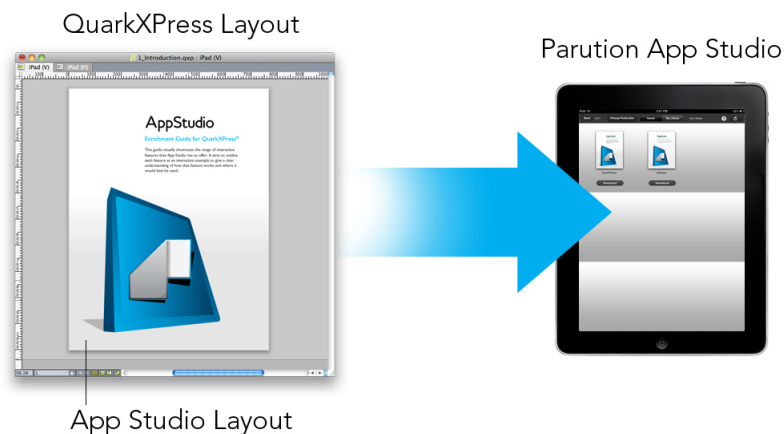 QuarkXPress Layout
Parution App Studio
1_Introduction.qxp : iPad (V)
iPad (V)
iPad (H)
AppStudio
Enrichment Guide for QuarkXPress®
This guide visually showcases the range of interactive
features that App Studio has to offer. It aims to outline
each feature as an interactive example to give a clear
understanding of how that feature works and where it
would best be used.
Download
Download
App Studio Layout